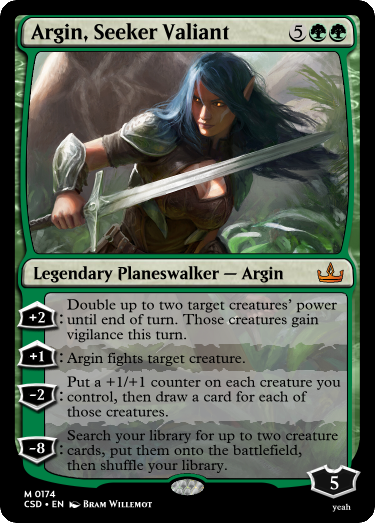 Argin, Seeker Valiant 5
Legendary Planeswalker — Argin
+2: Double up to two target creatures' power
until end of turn. Those creatures gain
vigilance this turn.
+1: Argin fights target creature.
-2: Put a +1/+1 counter on each creature you
control, then draw a card for each of
those creatures.
-8: Search your library for up to two creature
cards, put them onto the battlefield,
then shuffle your library.
5
M 0174
CSD • EN Bram Willemot
yeah